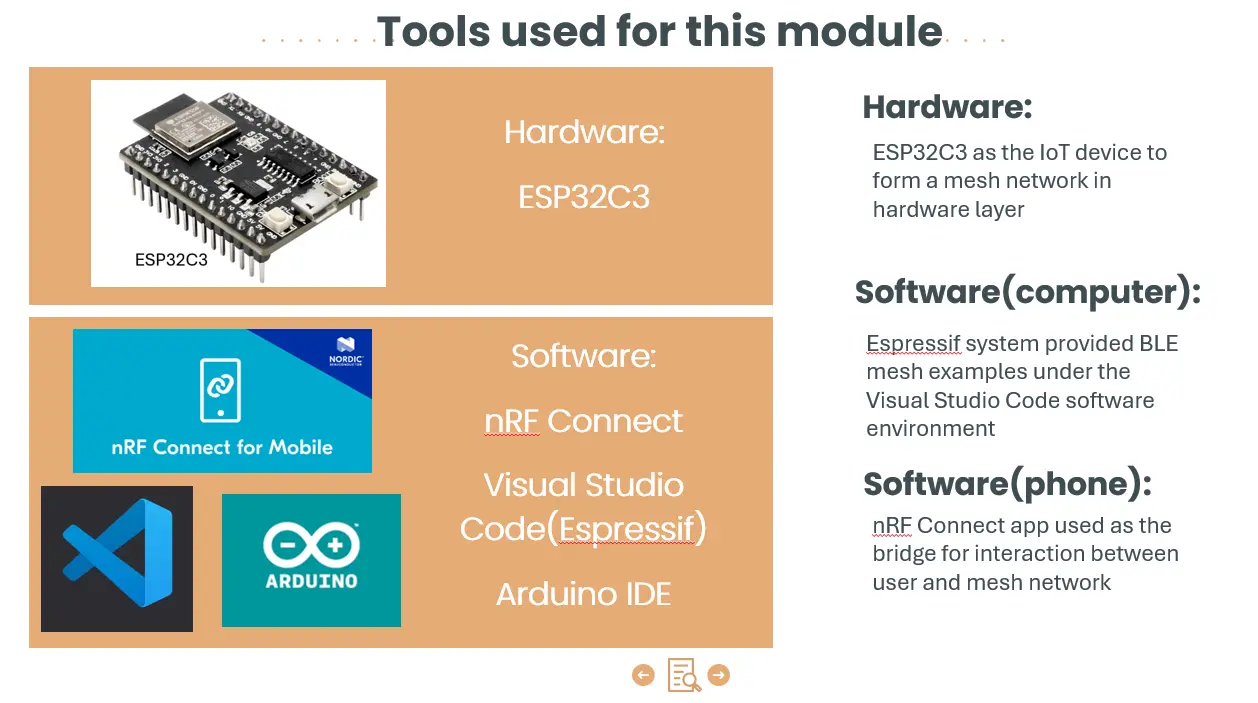 Tools used for this module
ESP32C3
Hardware:
ESP32C3
NORDIC
SEMICONDUCTOR
nRF Connect for Mobile
ARDUINO
Software:
nRF Connect
Visual Studio
Code(Espressif)
Arduino IDE
Hardware:
ESP32C3 as the IoT device to
form a mesh network in
hardware layer
Software(computer):
Espressif system provided BLE
mesh examples under the
Visual Studio Code software
environment
Software(phone):
nRF Connect app used as the
bridge for interaction between
user and mesh network